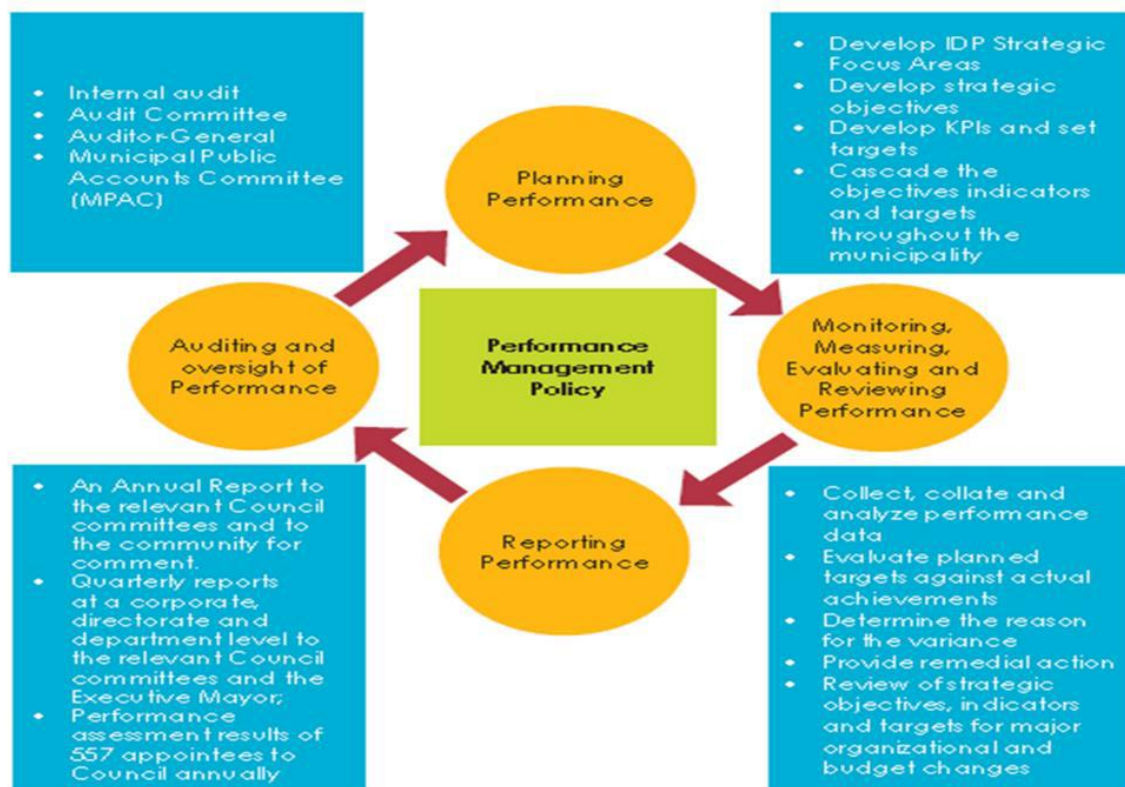 • Internal audit
• Audit Committee
• Auditor-General
• Municipal Public
Accounts Committee
(MPAC)
Planning
Performance
• Develop IDP Strategic
Focus Areas
• Develop strategic
objectives
• Develop KPIs and set
targets
• Cascade the
objectives indicators
and targets
throughout the
municipality
Auditing and
oversight of
Performance
Performance
Management
Policy
Monitoring,
Measuring,
Evaluating and
Reviewing
Performance
• An Annual Report to
the relevant Council
committees and to
the community for
comment.
• Quarterly reports
at a corporate,
directorate and
department level to
the relevant Council
committees and the
Executive Mayor;
• Performance
assessment results of
S57 appointees to
Council annually
Reporting
Performance
• Collect, collate and
analyze performance
data
• Evaluate planned
targets against actual
achievements
• Determine the reason
for the variance
• Provide remedial action
• Review of strategic
objectives, indicators
and targets for major
organizational and
budget changes